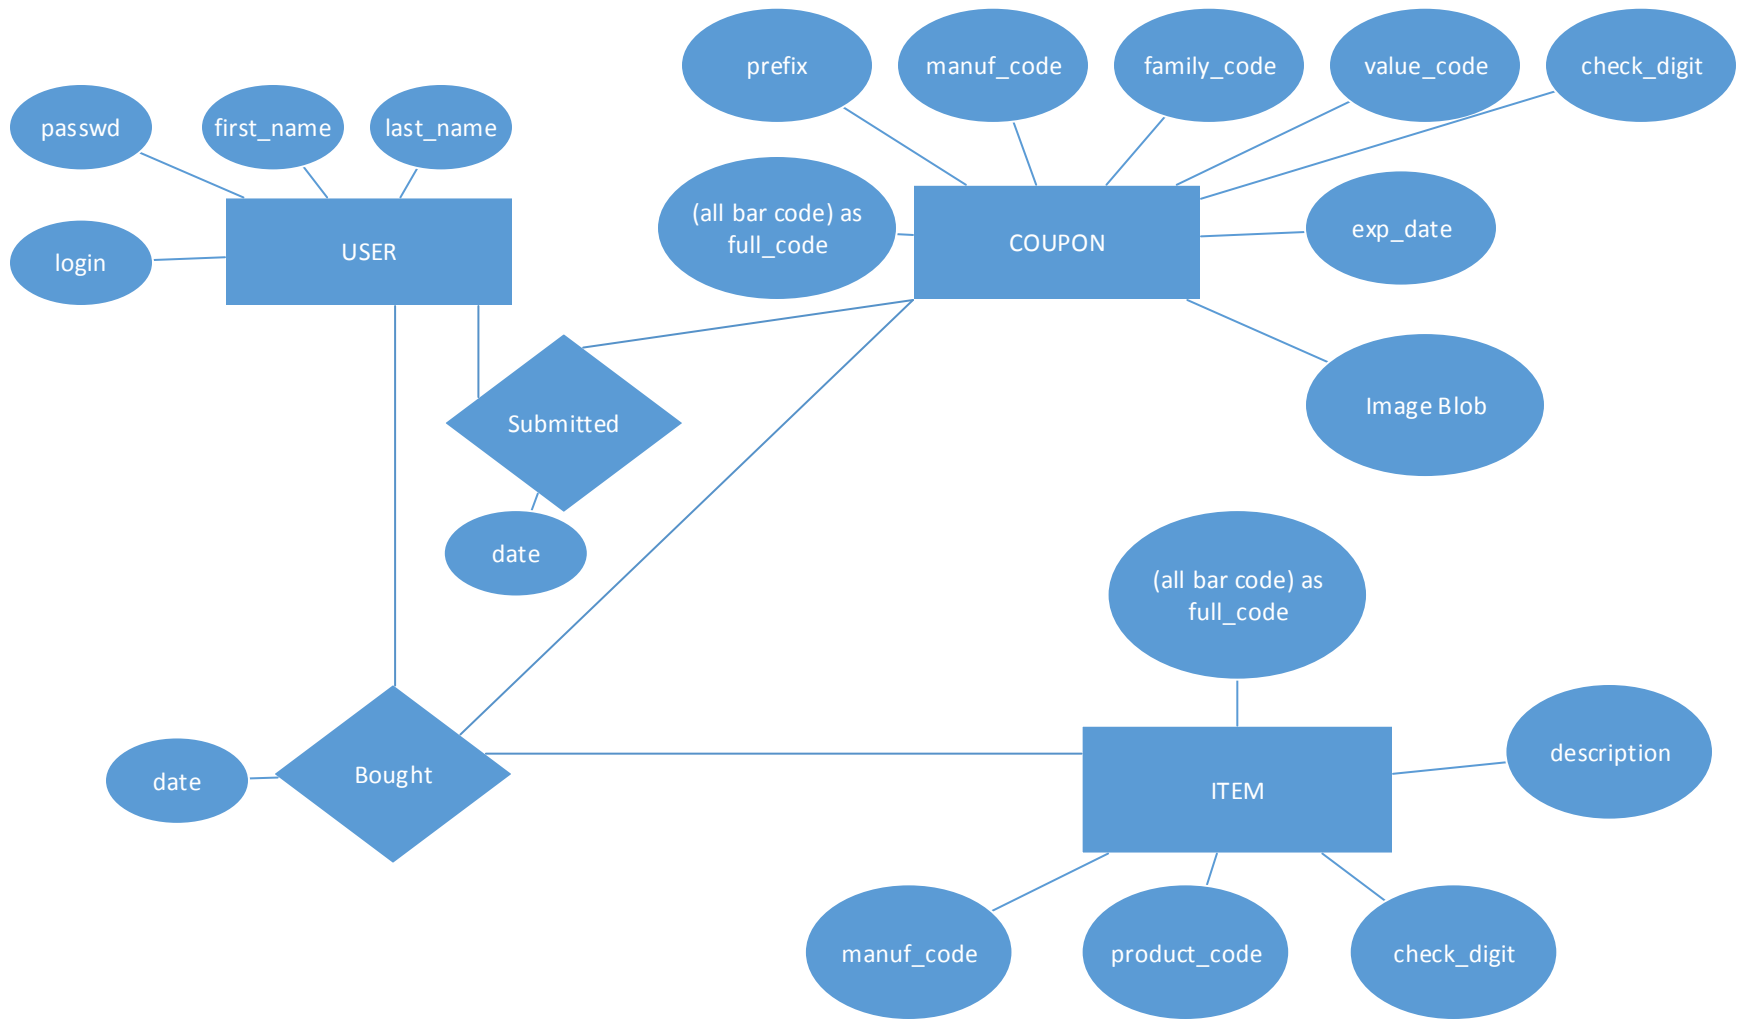 prefix
manuf_code
family_code
value_code
check_digit
passwd
first_name
last_name
(all bar code) as
full_code
COUPON
exp_date
USER
login
Image Blob
Submitted
date
(all bar code) as
full_code
description
Bought
date
ITEM
manuf_code
product_code
check_digit